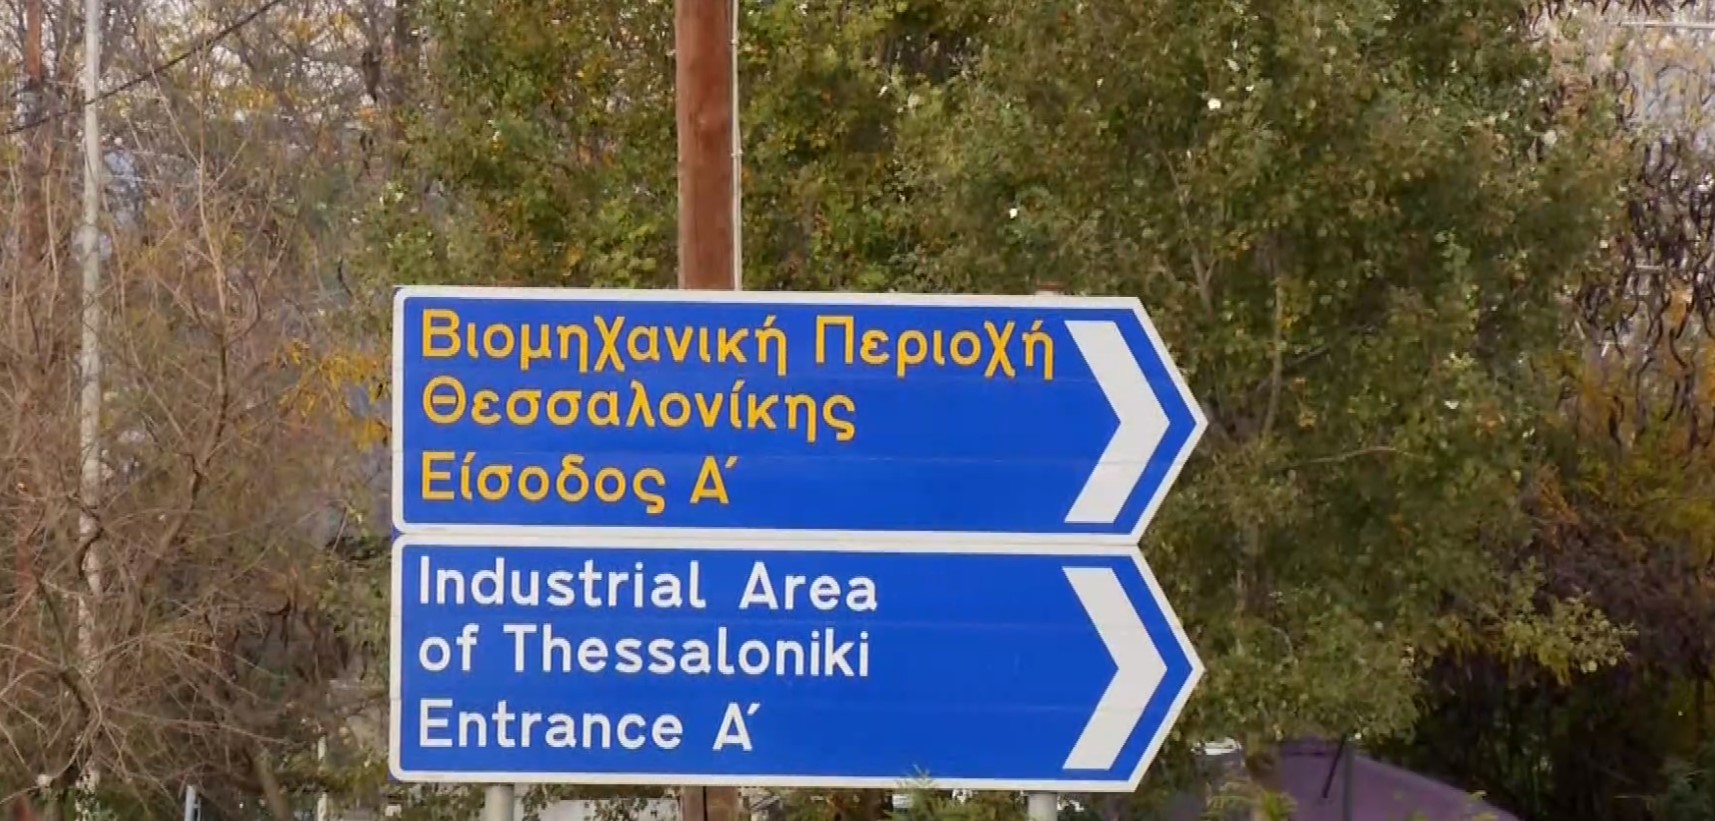 Βιομηχανική Περιοχή
Θεσσαλονίκης
Είσοδος Α΄
Industrial Area
of Thessaloniki
Entrance Α΄